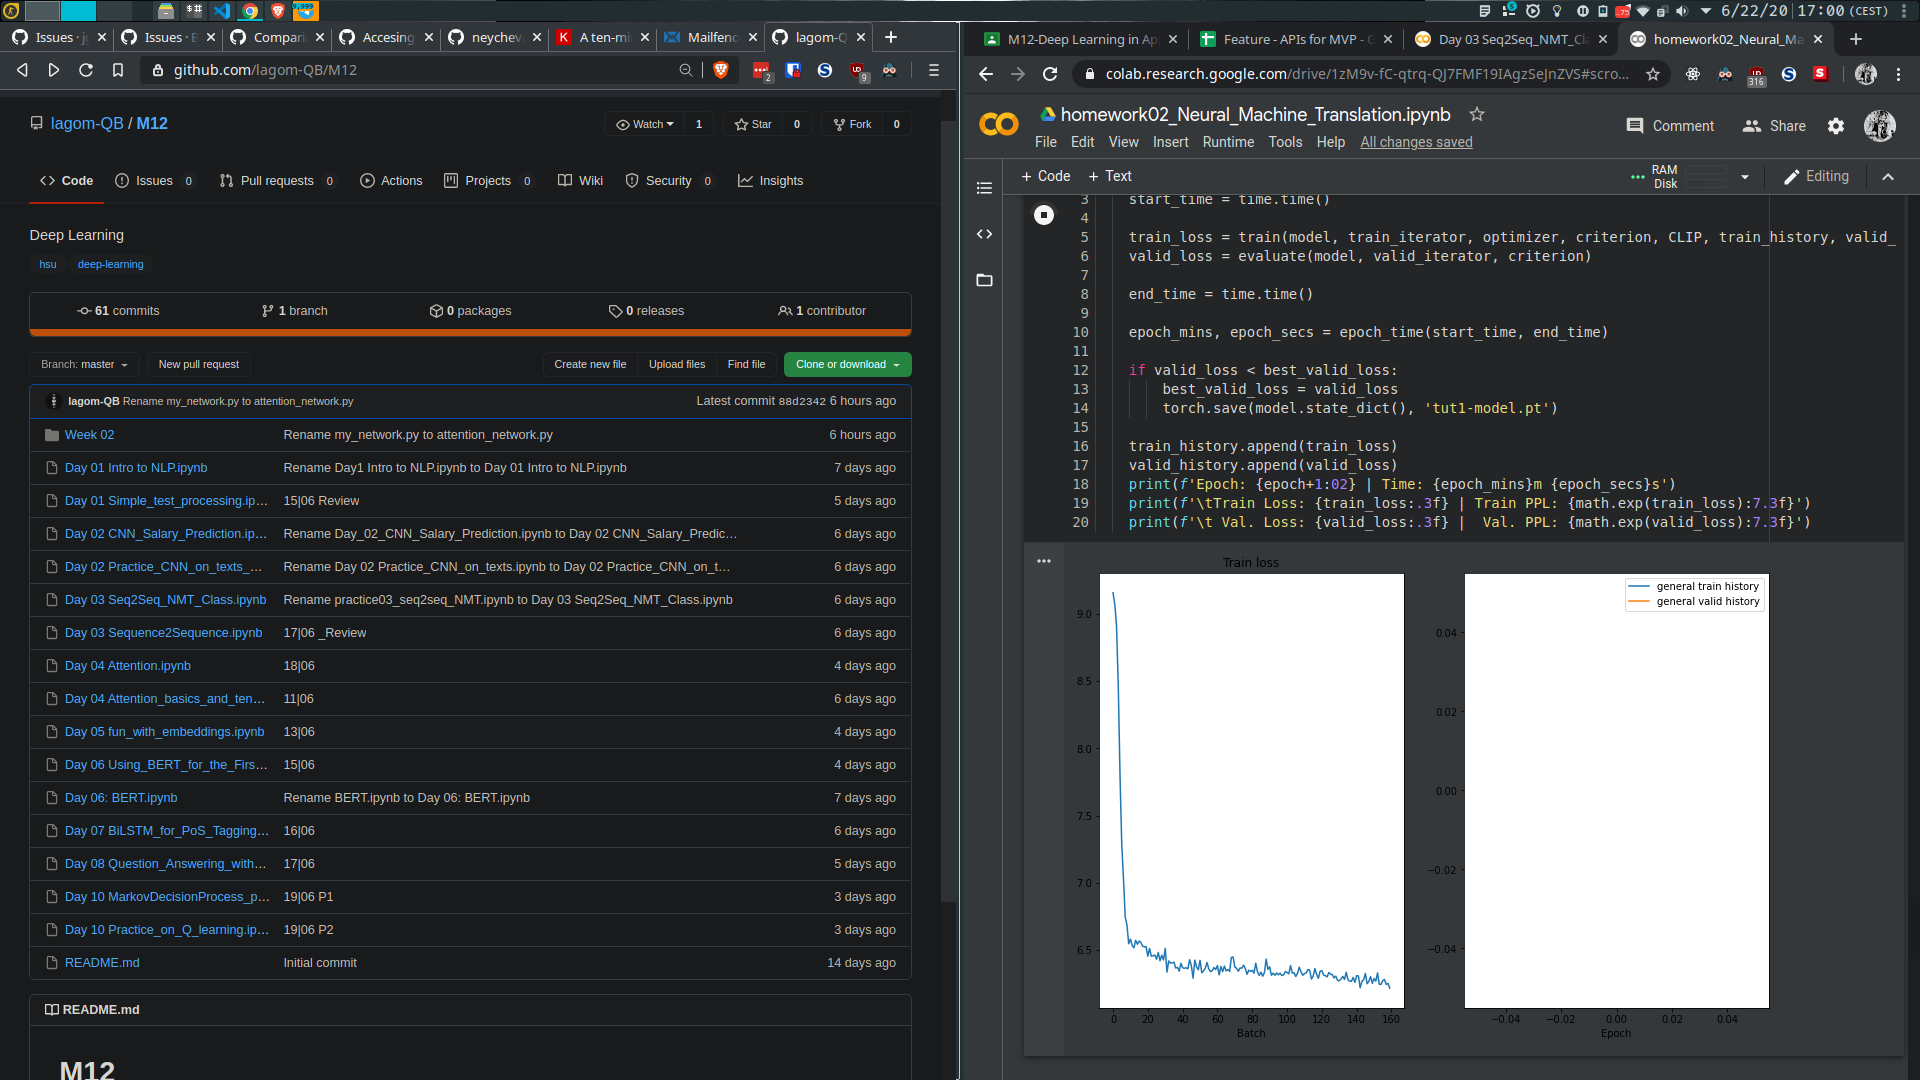 6/22/20 17:00 (CEST)
Issues · j
Issues · E
Compari
Accesing
neychev
A ten-mi
Mailfenc
lagom-Q
github.com/lagom-QB/M12
2
9
lagom-QB / M12
Watch 1
Star 0
Fork 0
Code
Issues 0
Pull requests 0
Actions
Projects 0
Wiki
Security 0
Insights
Deep Learning
hsu deep-learning
61 commits
1 branch
0 packages
0 releases
1 contributor
Branch: master
New pull request
Create new file
Upload files
Find file
Clone or download
lagom-QB Rename my_network.py to attention_network.py
Latest commit 88d2342 6 hours ago
Week 02 Rename my_network.py to attention_network.py 6 hours ago
Day 01 Intro to NLP.ipynb Rename Day1 Intro to NLP.ipynb to Day 01 Intro to NLP.ipynb 7 days ago
Day 01 Simple_test_processing.ip... 15|06 Review 5 days ago
Day 02 CNN_Salary_Prediction.ip... Rename Day_02_CNN_Salary_Prediction.ipynb to Day 02 CNN_Salary_Predic... 6 days ago
Day 02 Practice_CNN_on_texts_... Rename Day 02 Practice_CNN_on_texts.ipynb to Day 02 Practice_CNN_on_t... 6 days ago
Day 03 Seq2Seq_NMT_Class.ipynb Rename practice03_seq2seq_NMT.ipynb to Day 03 Seq2Seq_NMT_Class.ipynb 6 days ago
Day 03 Sequence2Sequence.ipynb 17|06 _Review 6 days ago
Day 04 Attention.ipynb 18|06 4 days ago
Day 04 Attention_basics_and_ten... 11|06 6 days ago
Day 05 fun_with_embeddings.ipynb 13|06 4 days ago
Day 06 Using_BERT_for_the_Firs... 15|06 4 days ago
Day 06: BERT.ipynb Rename BERT.ipynb to Day 06: BERT.ipynb 7 days ago
Day 07 BiLSTM_for_PoS_Tagging... 16|06 6 days ago
Day 08 Question_Answering_with... 17|06 5 days ago
Day 10 MarkovDecisionProcess_p... 19|06 P1 3 days ago
Day 10 Practice_on_Q_learning.ip... 19|06 P2 3 days ago
README.md Initial commit 14 days ago
README.md
M12
M12-Deep Learning in Ap
Feature - APIs for MVP - G
Day 03 Seq2Seq_NMT_Cl
homework02_Neural_Ma
colab.research.google.com/drive/1zM9v-fC-qtrq-QJ7FMF19IAgzSeJnZVS#scro...
316
homework02_Neural_Machine_Translation.ipynb
Comment
Share
File Edit View Insert Runtime Tools Help All changes saved
+ Code + Text
RAM
Disk
Editing
3 start_time = time.time()
4
5 train_loss = train(model, train_iterator, optimizer, criterion, CLIP, train_history, valid_
6 valid_loss = evaluate(model, valid_iterator, criterion)
7
8 end_time = time.time()
9
10 epoch_mins, epoch_secs = epoch_time(start_time, end_time)
11
12 if valid_loss < best_valid_loss:
13 best_valid_loss = valid_loss
14 torch.save(model.state_dict(), 'tut1-model.pt')
15
16 train_history.append(train_loss)
17 valid_history.append(valid_loss)
18 print(f'Epoch: {epoch+1:02} | Time: {epoch_mins}m {epoch_secs}s')
19 print(f'\tTrain Loss: {train_loss:.3f} | Train PPL: {math.exp(train_loss):7.3f}')
20 print(f'\t Val. Loss: {valid_loss:.3f} |  Val. PPL: {math.exp(valid_loss):7.3f}')
Train loss
9.0
8.5
8.0
7.5
7.0
6.5
0 20 40 60 80 100 120 140 160
Batch
general train history
general valid history
0.04
0.02
0.00
−0.02
−0.04
−0.04 −0.02 0.00 0.02 0.04
Epoch